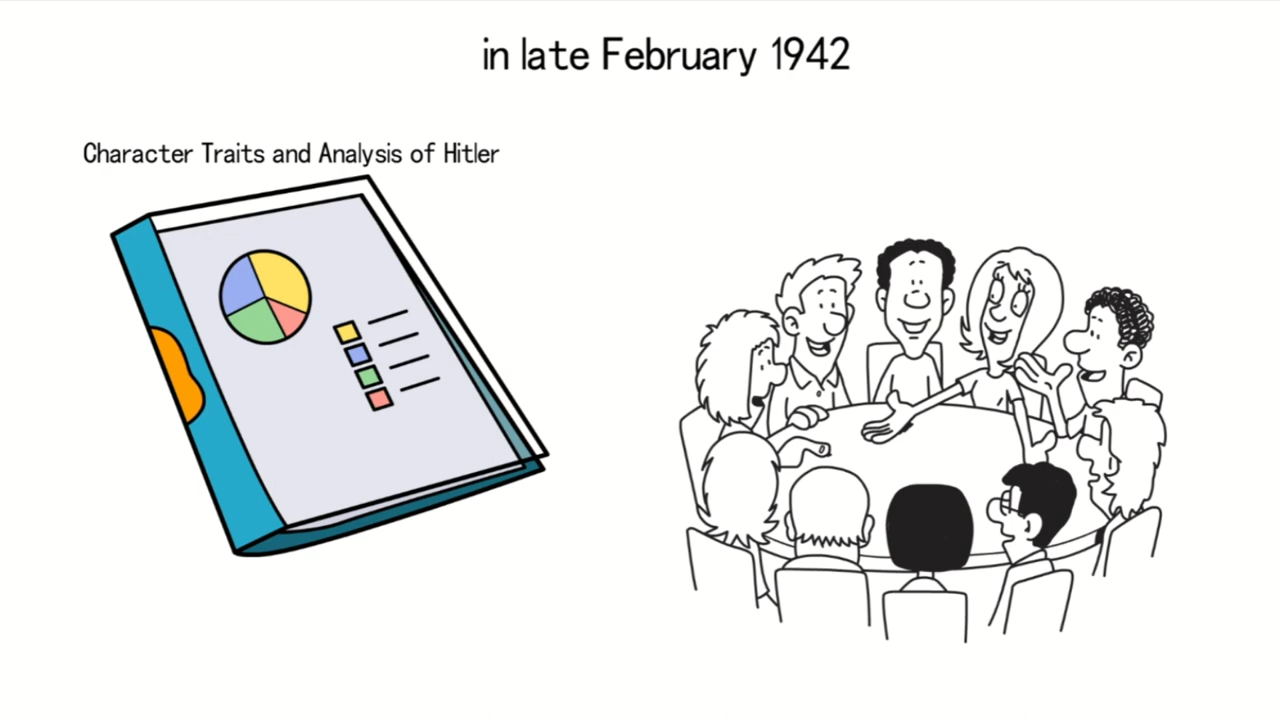 in late February 1942
Character Traits and Analysis of Hitler